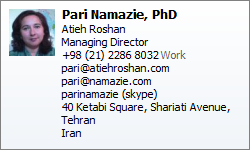 Pari Namazie, PhD
Atieh Roshan
Managing Director
+98 (21) 2286 8032 Work
pari@atiehroshan.com
pari@namazie.com
parinamazie (skype)
40 Ketabi Square, Shariati Avenue,
Tehran
Iran